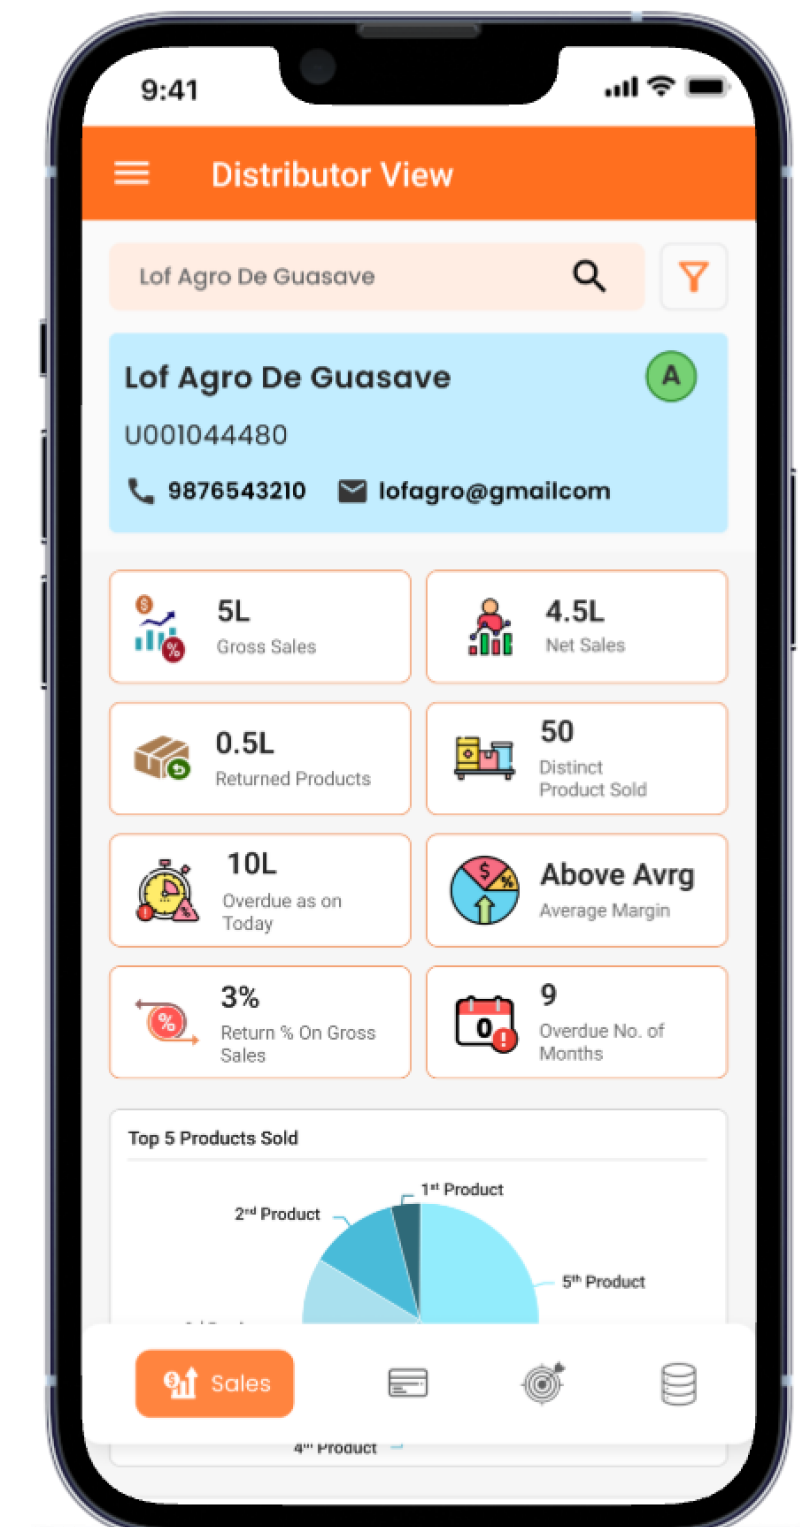 9:41
Distributor View
Lof Agro De Guasave
Lof Agro De Guasave
A
U001044480
9876543210 lofagro@gmailcom
5L
Gross Sales
4.5L
Net Sales
0.5L
Returned Products
50
Distinct
Product Sold
10L
Overdue as on
Today
Above Avrg
Average Margin
3%
Return % On Gross
Sales
0
9
Overdue No. of
Months
Top 5 Products Sold
1st Product
2nd Product
5th Product
Sales
4th Product